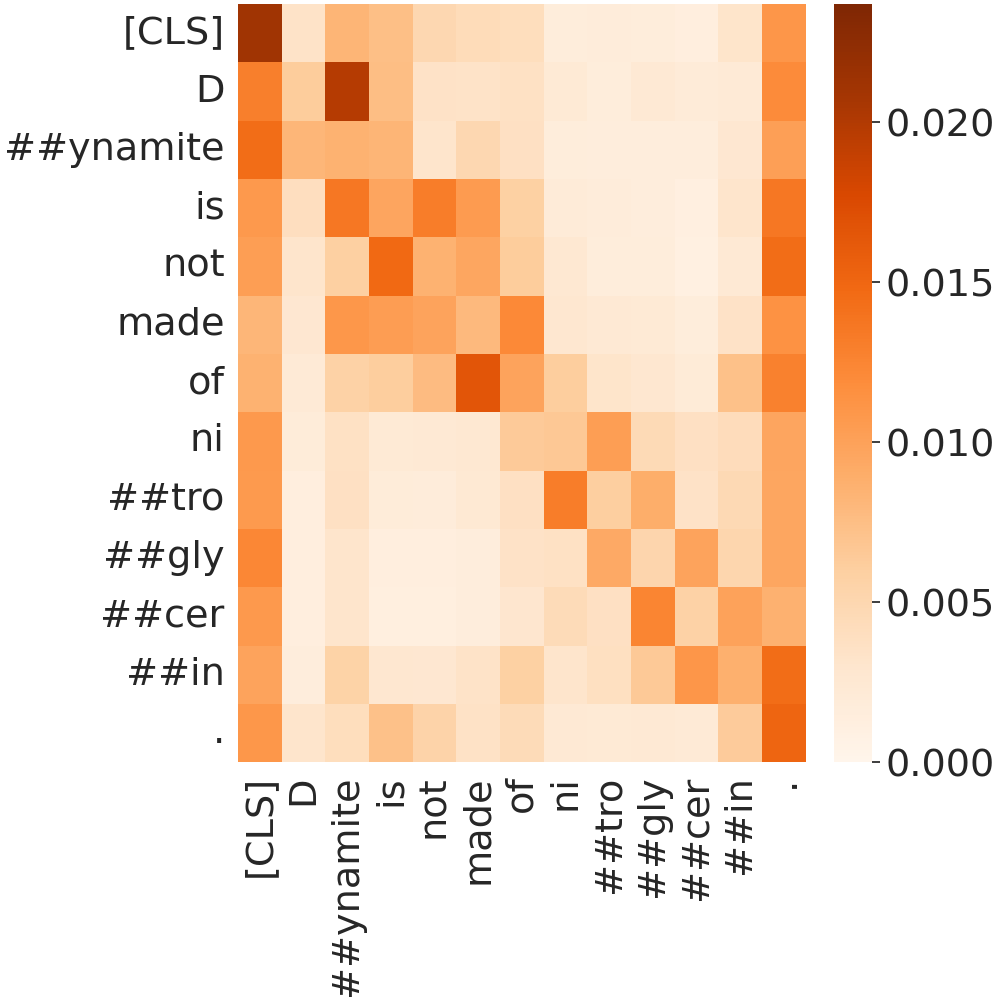 [CLS]
D
##ynamite
is
not
made
of
ni
##tro
##gly
##cer
##in
.
[CLS]
D
##ynamite
is
not
made
of
ni
##tro
##gly
##cer
##in
.
0.020
0.015
0.010
0.005
0.000